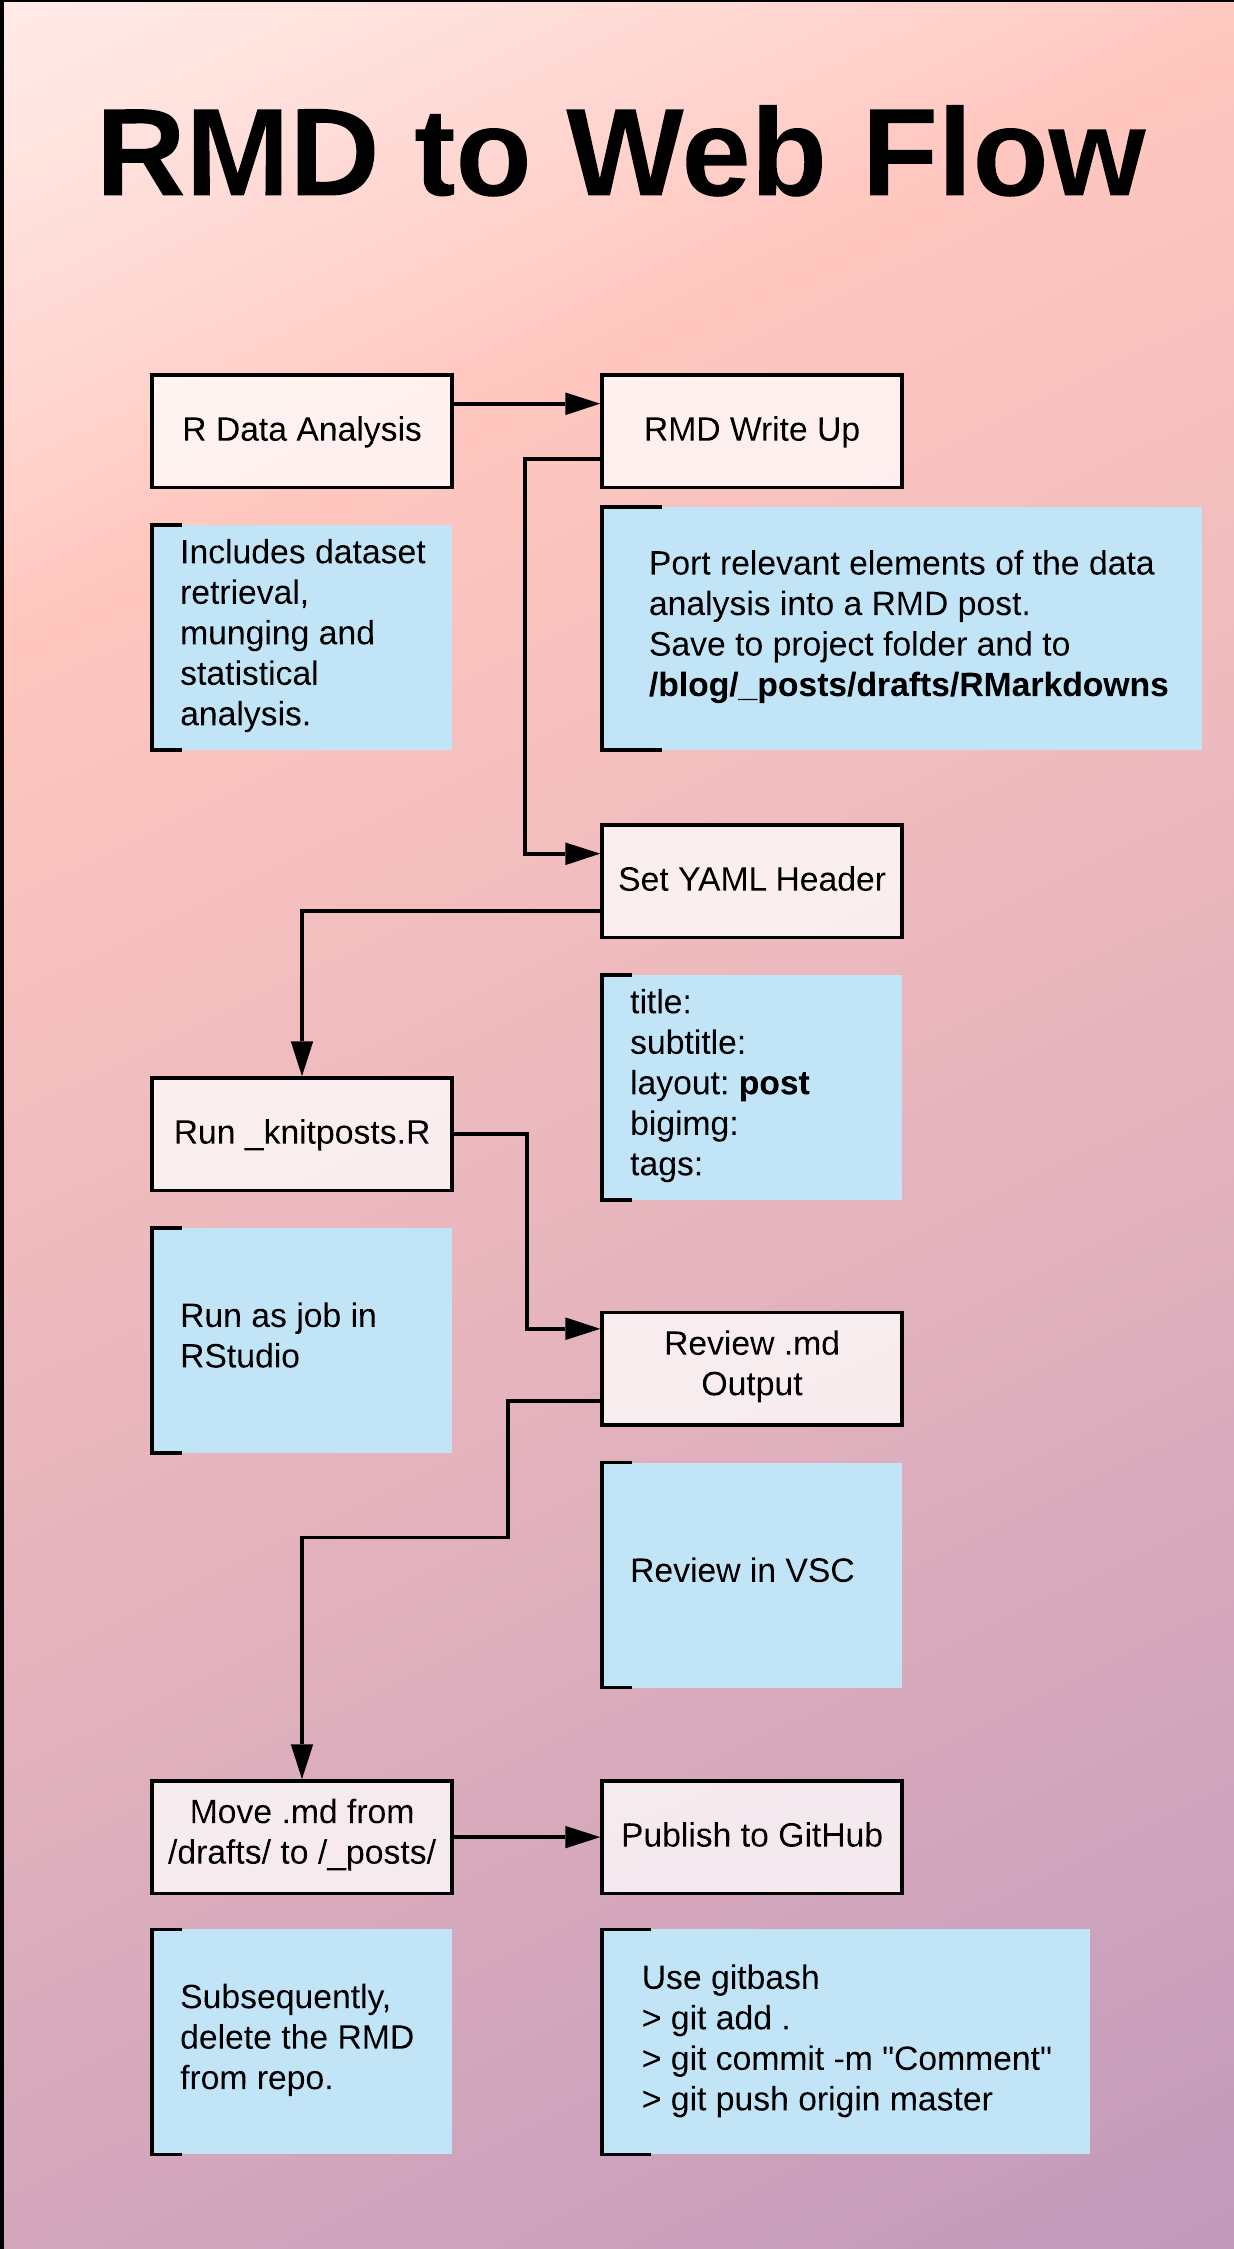 RMD to Web Flow
R Data Analysis
RMD Write Up
Includes dataset
retrieval,
munging and
statistical
analysis.
Port relevant elements of the data
analysis into a RMD post.
Save to project folder and to
/blog/_posts/drafts/RMarkdowns
Set YAML Header
title:
subtitle:
layout: post
bigimg:
tags:
Run _knitposts.R
Run as job in
RStudio
Review .md
Output
Review in VSC
Move .md from
/drafts/ to /_posts/
Subsequently,
delete the RMD
from repo.
Publish to GitHub
Use gitbash
> git add .
> git commit -m "Comment"
> git push origin master